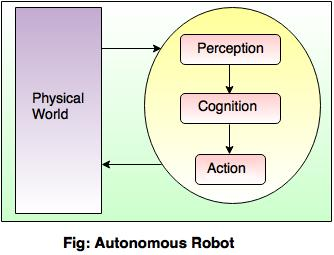 Physical
World
Perception
Cognition
Action
Fig: Autonomous Robot